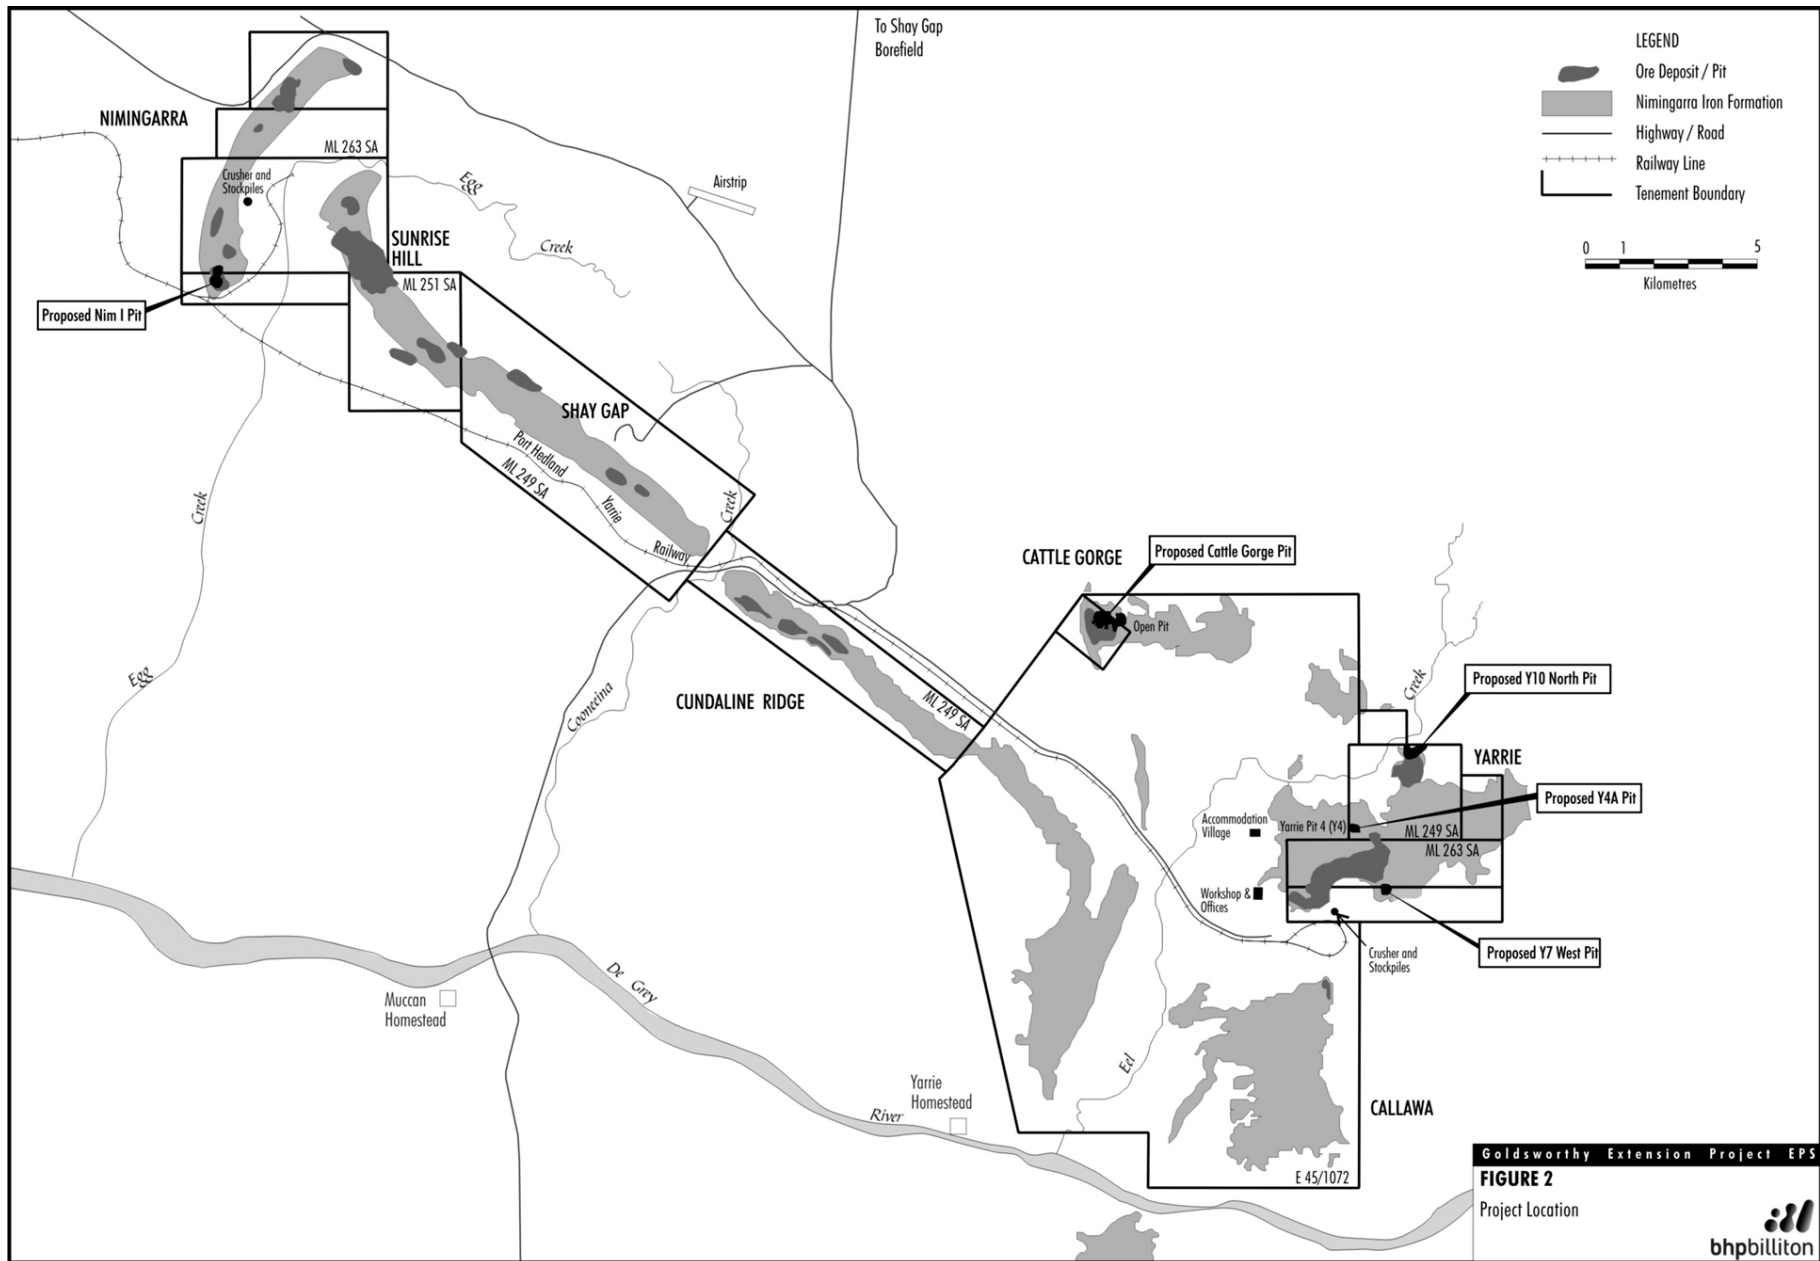 To Shay Gap
Borefield
LEGEND
Ore Deposit / Pit
Nimingarra Iron Formation
Highway / Road
Railway Line
Tenement Boundary
0 1 5
Kilometres
NIMINGARRA
ML 263 SA
Crusher and
Stockpiles
Egg
Creek
Airstrip
SUNRISE
HILL
ML 251 SA
Proposed Nim I Pit
SHAY GAP
Port Hedland
Yarrie
Railway
ML 249 SA
Creek
Creek
Egg
Cooneeina
CUNDALINE RIDGE
ML 249 SA
CATTLE GORGE
Proposed Cattle Gorge Pit
Open Pit
Creek
Proposed Y10 North Pit
YARRIE
Proposed Y4A Pit
Accommodation
Village
Yarrie Pit 4 (Y4)
ML 249 SA
ML 263 SA
Workshop &
Offices
Crusher and
Stockpiles
Proposed Y7 West Pit
Muccan
Homestead
De Grey
River
Yarrie
Homestead
Eel
CALLAWA
E 45/1072
Goldsworthy Extension Project EPS
FIGURE 2
Project Location
bhpbilliton